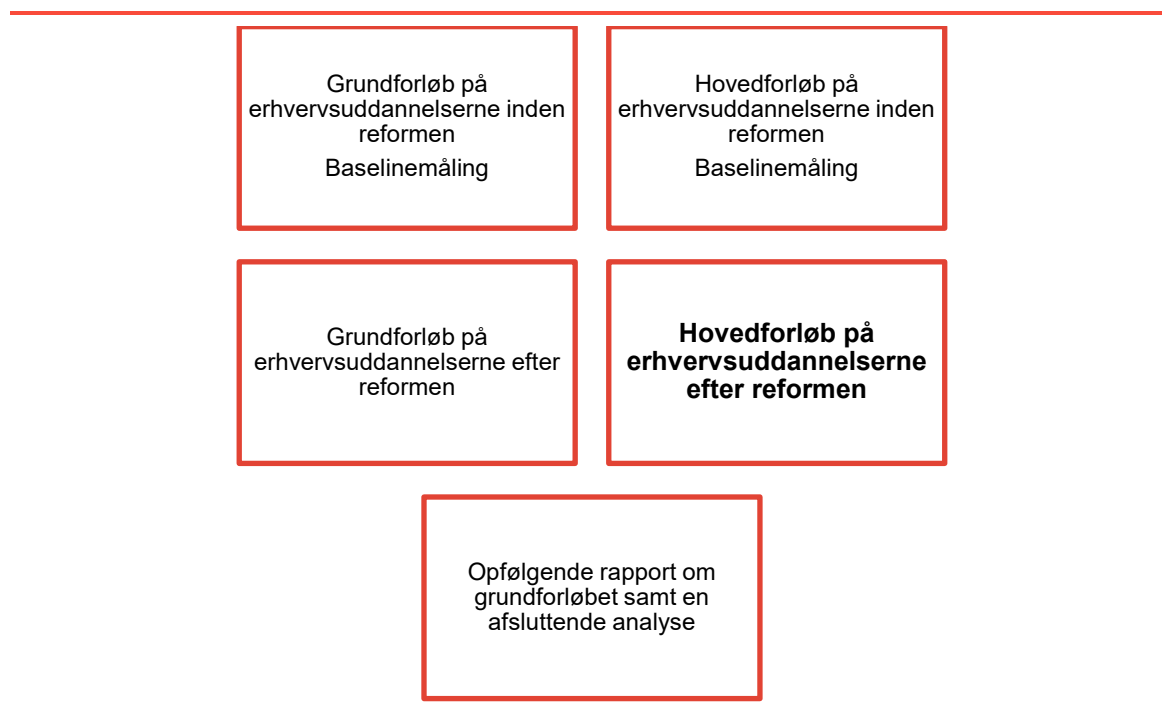 Grundforløb på
erhvervsuddannelserne inden
reformen
Baselinemåling
Hovedforløb på
erhvervsuddannelserne inden
reformen
Baselinemåling
Grundforløb på
erhvervsuddannelserne efter
reformen
Hovedforløb på
erhvervsuddannelserne
efter reformen
Opfølgende rapport om
grundforløbet samt en
afsluttende analyse